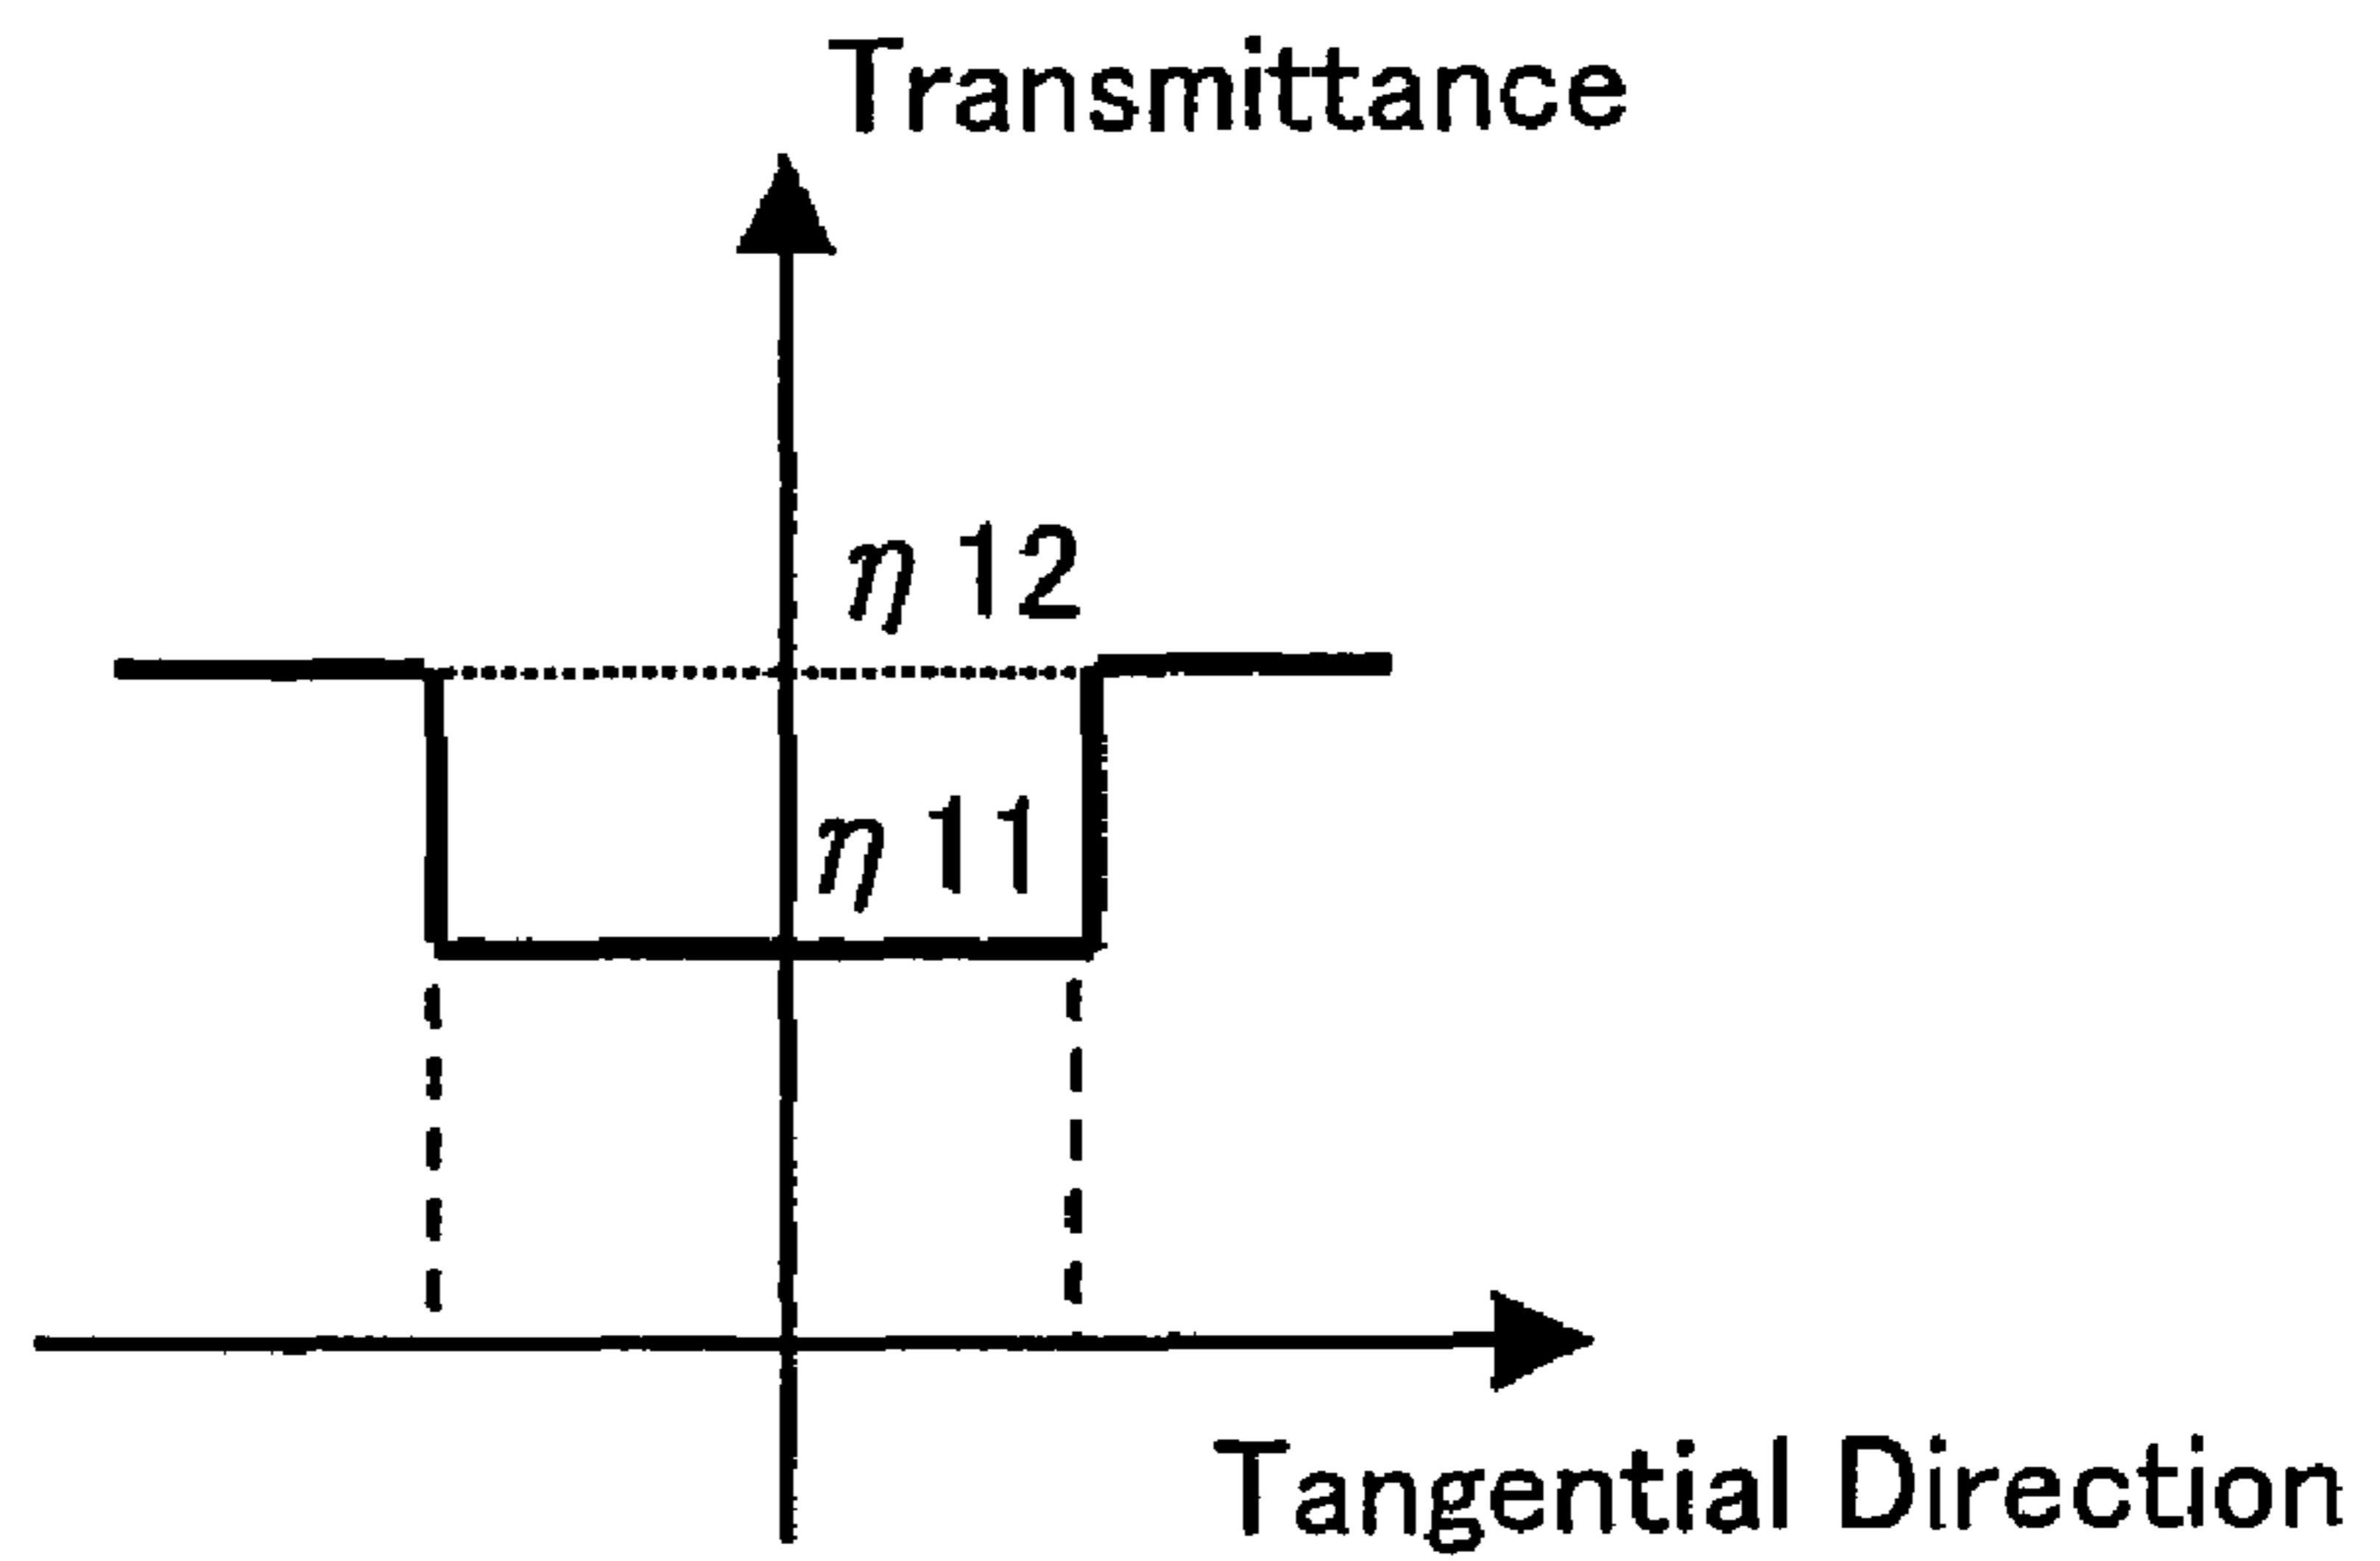 Transmittance
η12
η11
Tangential Direction